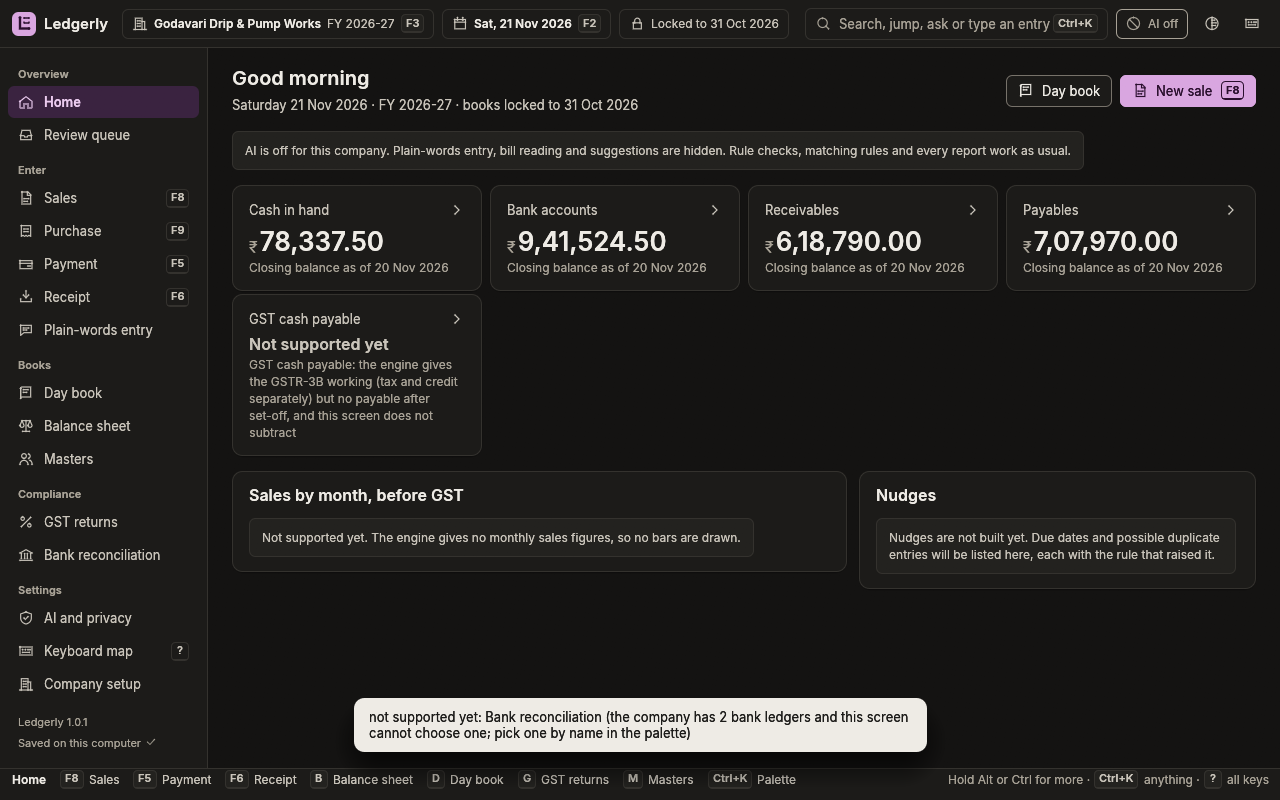 Ledgerly
Godavari Drip & Pump Works FY 2026-27 F3
Sat, 21 Nov 2026 F2
Locked to 31 Oct 2026
Search, jump, ask or type an entry Ctrl+K
AI off
Overview
Home
Review queue
Enter
Sales F8
Purchase F9
Payment F5
Receipt F6
Plain-words entry
Books
Day book
Balance sheet
Masters
Compliance
GST returns
Bank reconciliation
Settings
AI and privacy
Keyboard map ?
Company setup
Ledgerly 1.0.1
Saved on this computer
Good morning
Saturday 21 Nov 2026 · FY 2026-27 · books locked to 31 Oct 2026
Day book
New sale F8
AI is off for this company. Plain-words entry, bill reading and suggestions are hidden. Rule checks, matching rules and every report work as usual.
Cash in hand
₹78,337.50
Closing balance as of 20 Nov 2026
Bank accounts
₹9,41,524.50
Closing balance as of 20 Nov 2026
Receivables
₹6,18,790.00
Closing balance as of 20 Nov 2026
Payables
₹7,07,970.00
Closing balance as of 20 Nov 2026
GST cash payable
Not supported yet
GST cash payable: the engine gives
the GSTR-3B working (tax and credit
separately) but no payable after
set-off, and this screen does not
subtract
Sales by month, before GST
Not supported yet. The engine gives no monthly sales figures, so no bars are drawn.
Nudges
Nudges are not built yet. Due dates and possible duplicate
entries will be listed here, each with the rule that raised it.
not supported yet: Bank reconciliation (the company has 2 bank ledgers and this screen
cannot choose one; pick one by name in the palette)
Home F8 Sales F5 Payment F6 Receipt B Balance sheet D Day book G GST returns M Masters Ctrl+K Palette
Hold Alt or Ctrl for more · Ctrl+K anything · ? all keys